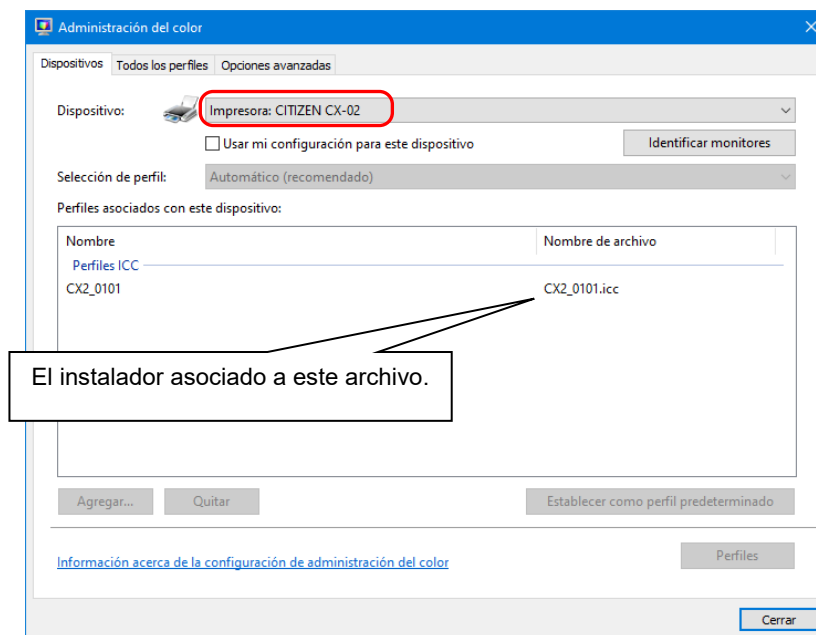 Administración del color
Dispositivos Todos los perfiles Opciones avanzadas
Dispositivo: Impresora: CITIZEN CX-02
Usar mi configuración para este dispositivo Identificar monitores
Selección de perfil: Automático (recomendado)
Perfiles asociados con este dispositivo:
Nombre Nombre de archivo
Perfiles ICC
CX2_0101 CX2_0101.icc
El instalador asociado a este archivo.
Agregar... Quitar Establecer como perfil predeterminado
Información acerca de la configuración de administración del color Perfiles
Cerrar